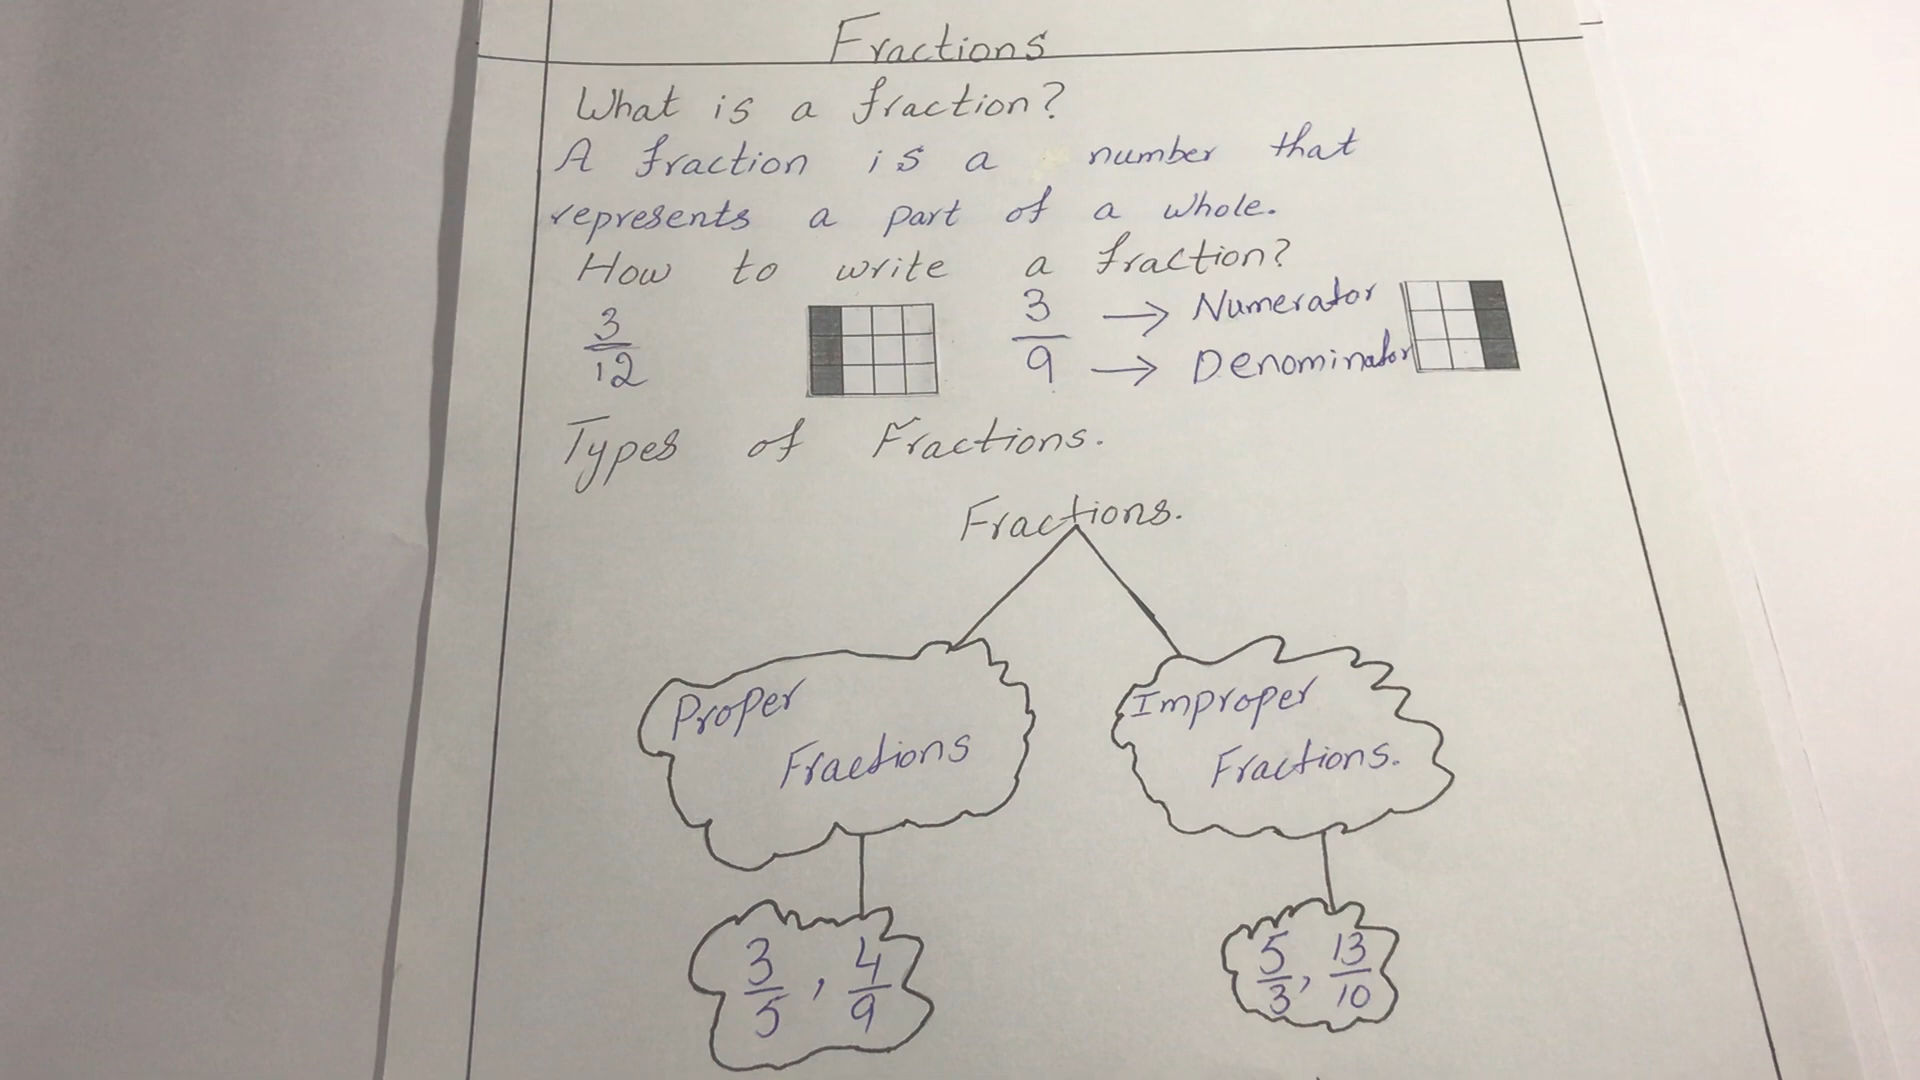 Fractions
What is a fraction?
A fraction is a number that
represents a part of a whole.
How to write a fraction?
3/12 3/9 → Numerator
→ Denominator
Types of Fractions.
Fractions.
Proper Fractions
Improper Fractions.
3/5, 4/9
5/3, 13/10